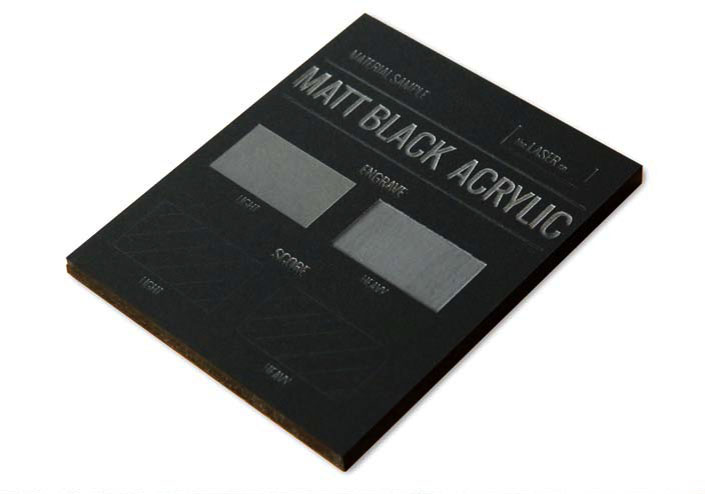 MATERIAL SAMPLE
MATT BLACK ACRYLIC
the LASER co
ENGRAVE
LIGHT
HEAVY
SCORE
LIGHT
HEAVY